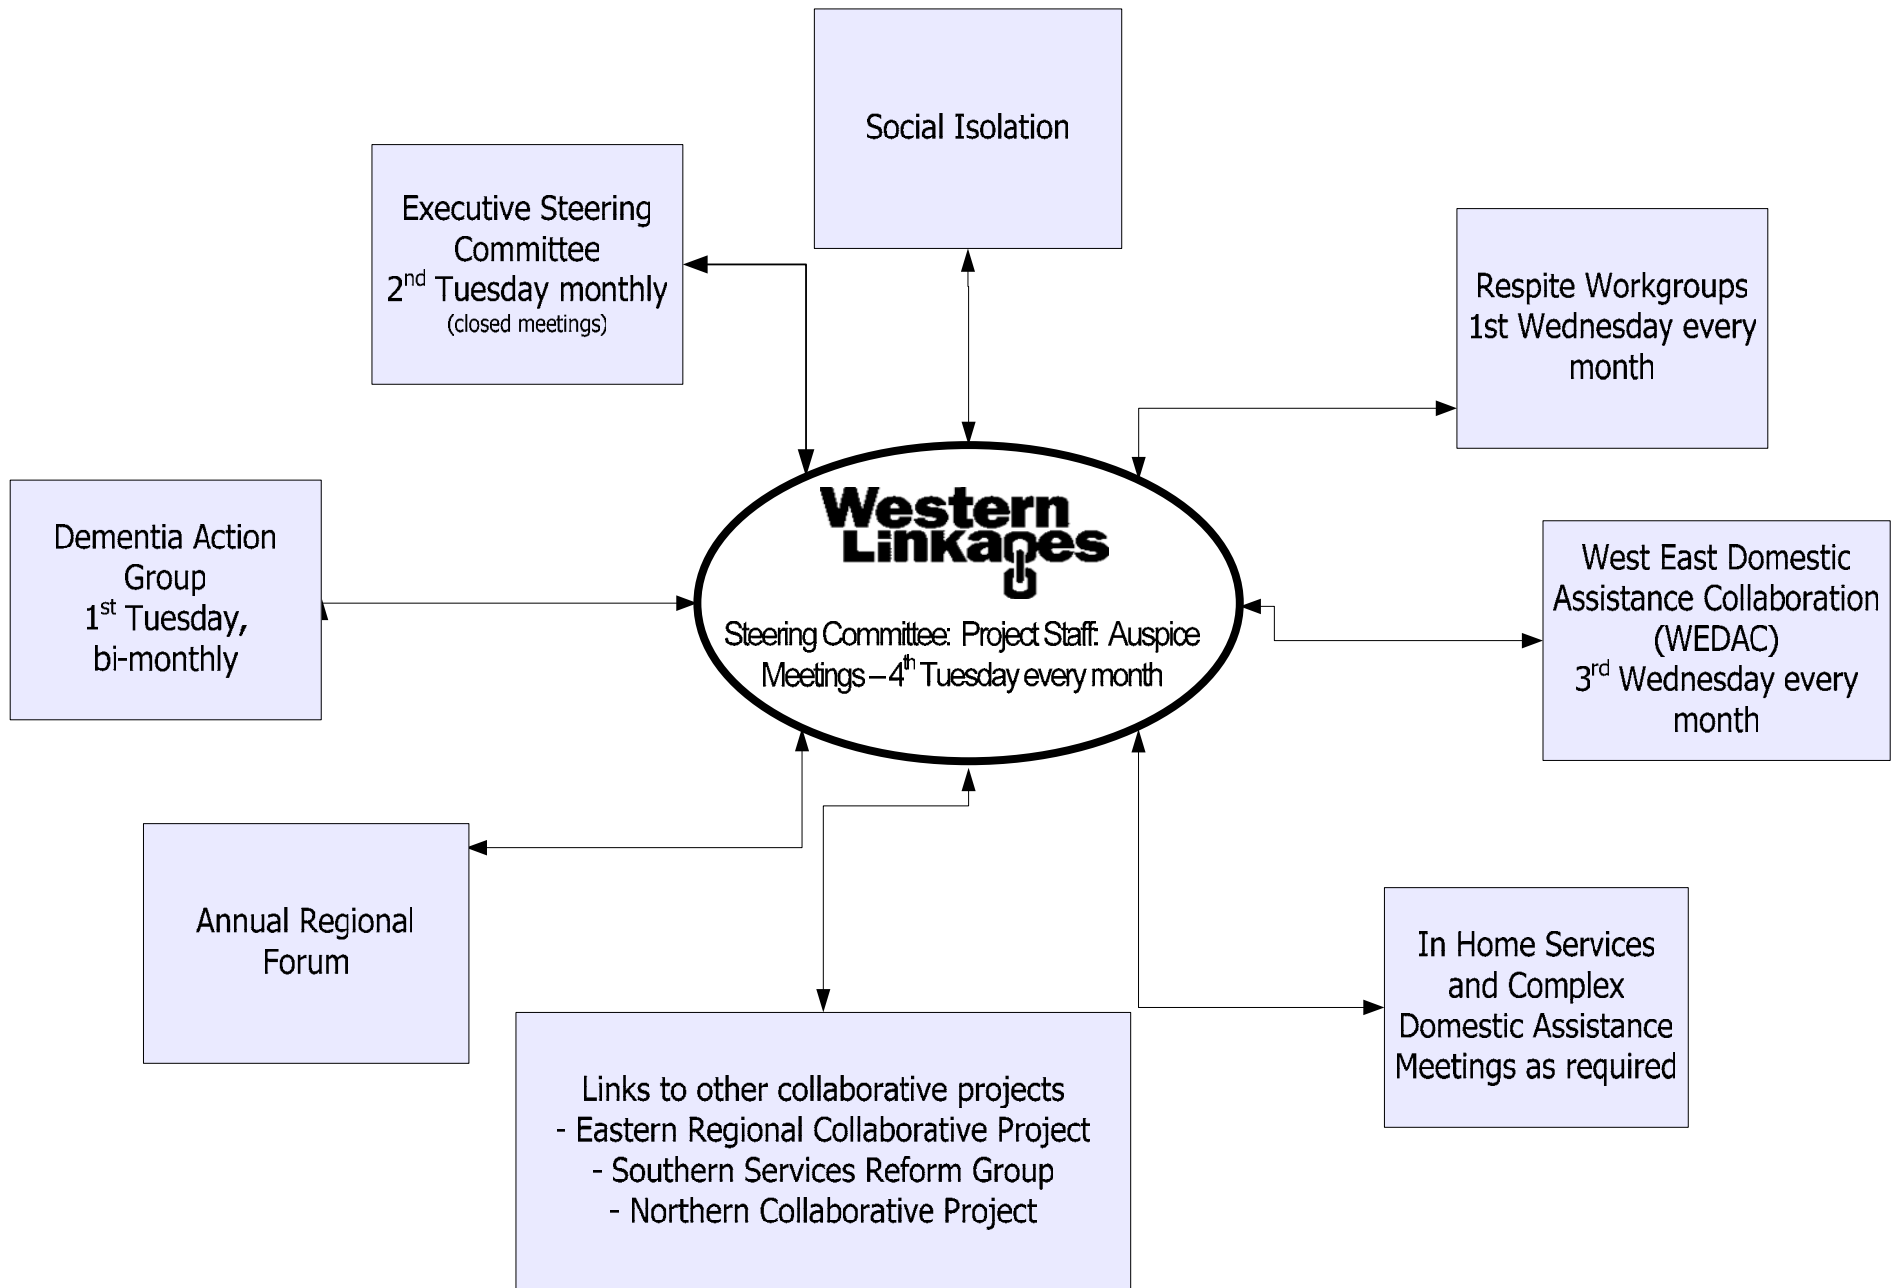 Social Isolation
Executive Steering
Committee
2nd Tuesday monthly
(closed meetings)
Respite Workgroups
1st Wednesday every
month
Western
Linkages
Steering Committee: Project Staff: Auspice
Meetings – 4th Tuesday every month
Dementia Action
Group
1st Tuesday,
bi-monthly
West East Domestic
Assistance Collaboration
(WEDAC)
3rd Wednesday every
month
Annual Regional
Forum
In Home Services
and Complex
Domestic Assistance
Meetings as required
Links to other collaborative projects
- Eastern Regional Collaborative Project
- Southern Services Reform Group
- Northern Collaborative Project